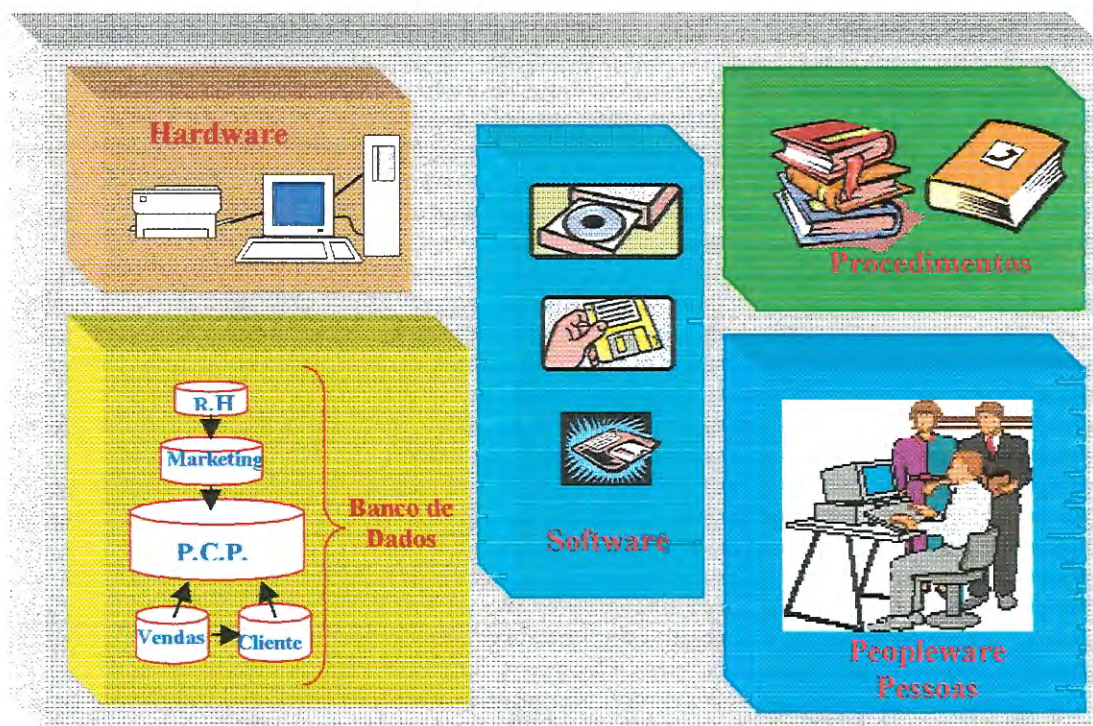 Hardware
R.H
Marketing
P.C.P.
Vendas
Cliente
Banco de
Dados
Software
Procedimentos
Peopleware
Pessoas